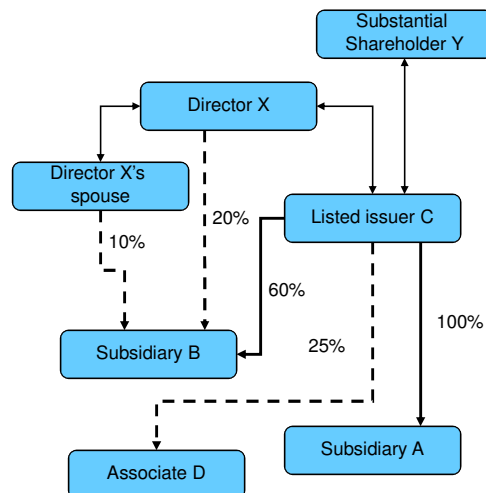 Substantial
Shareholder Y
Director X
Director X's
spouse
Listed issuer C
10%
20%
60%
100%
25%
Subsidiary B
Subsidiary A
Associate D